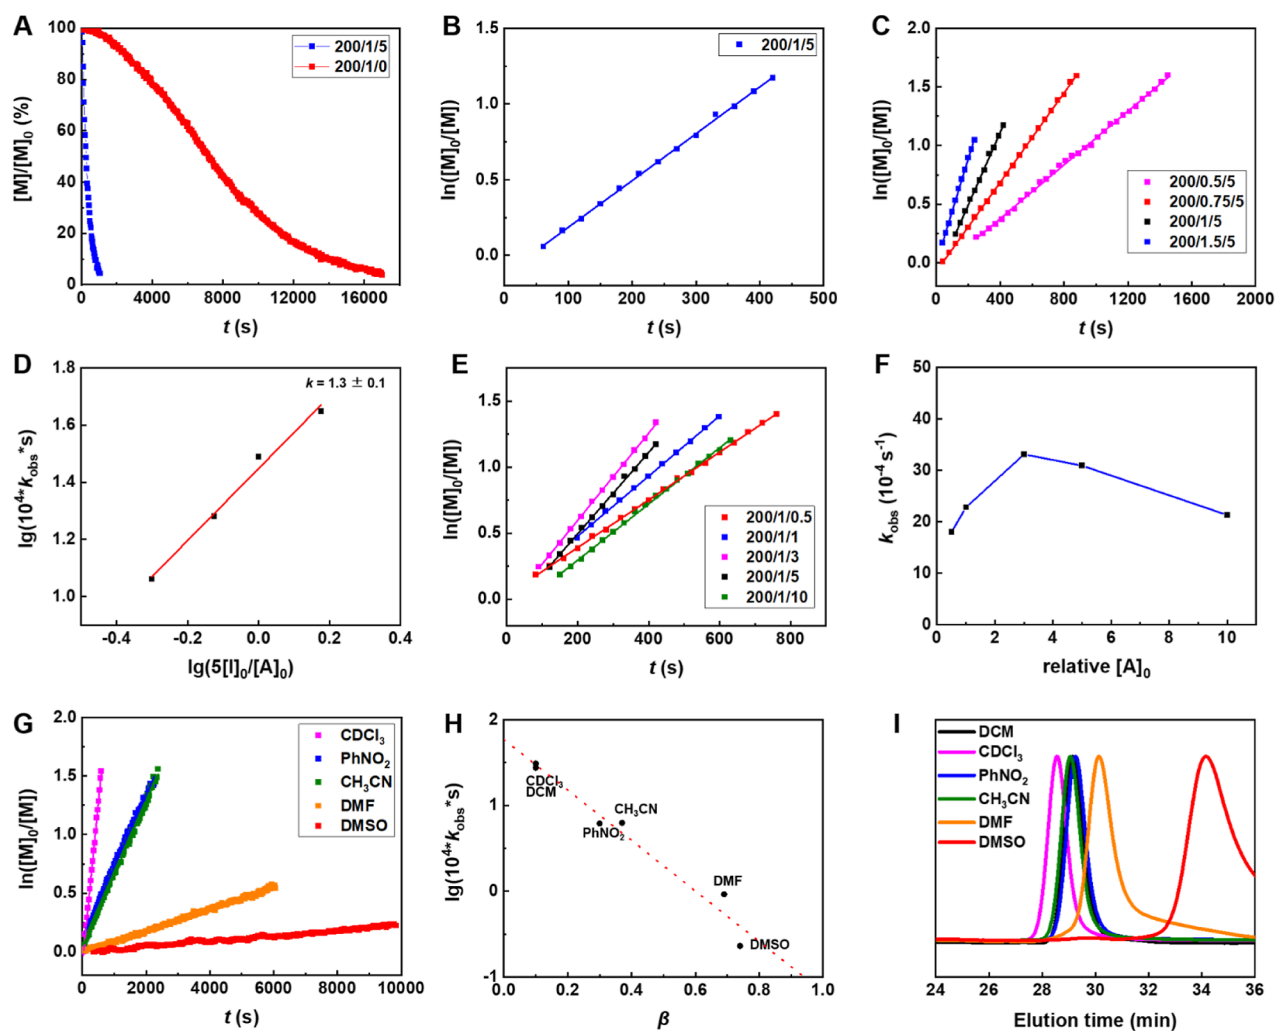 A
100
80
60
40
20
0
[M]/[M]0 (%)
200/1/5
200/1/0
0
4000
8000
12000
16000
t (s)
B
1.5
1.0
0.5
0.0
ln([M]0/[M])
200/1/5
0
100
200
300
400
500
t (s)
C
2.0
1.5
1.0
0.5
0.0
ln([M]0/[M])
200/0.5/5
200/0.75/5
200/1/5
200/1.5/5
0
400
800
1200
1600
2000
t (s)
D
1.8
1.6
1.4
1.2
1.0
lg(10⁴*kobs*s)
k = 1.3 ± 0.1
-0.4
-0.2
0.0
0.2
0.4
lg(5[I]0/[A]0)
E
1.5
1.0
0.5
0.0
ln([M]0/[M])
200/1/0.5
200/1/1
200/1/3
200/1/5
200/1/10
0
200
400
600
800
t (s)
F
50
40
30
20
10
0
kobs (10⁻⁴ s⁻¹)
0
2
4
6
8
10
relative [A]0
G
2.0
1.5
1.0
0.5
0.0
ln([M]0/[M])
CDCl3
PhNO2
CH3CN
DMF
DMSO
0
2000
4000
6000
8000
10000
t (s)
H
2
1
0
-1
lg(10⁴*kobs*s)
CDCl3
DCM
CH3CN
PhNO2
DMF
DMSO
0.0
0.2
0.4
0.6
0.8
1.0
β
I
DCM
CDCl3
PhNO2
CH3CN
DMF
DMSO
24
26
28
30
32
34
36
Elution time (min)